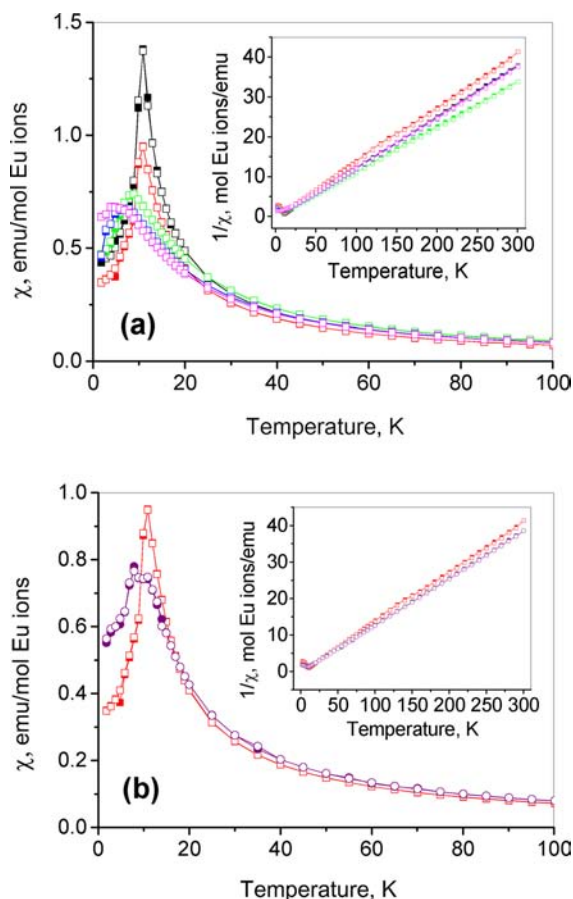 1.5
1.0
0.5
0.0
χ, emu/mol Eu ions
(a)
0 20 40 60 80 100
Temperature, K
40
30
20
10
0
1/χ, mol Eu ions/emu
0 50 100 150 200 250 300
Temperature, K
1.0
0.8
0.6
0.4
0.2
0.0
χ, emu/mol Eu ions
(b)
0 20 40 60 80 100
Temperature, K
40
30
20
10
0
1/χ, mol Eu ions/emu
0 50 100 150 200 250 300
Temperature, K